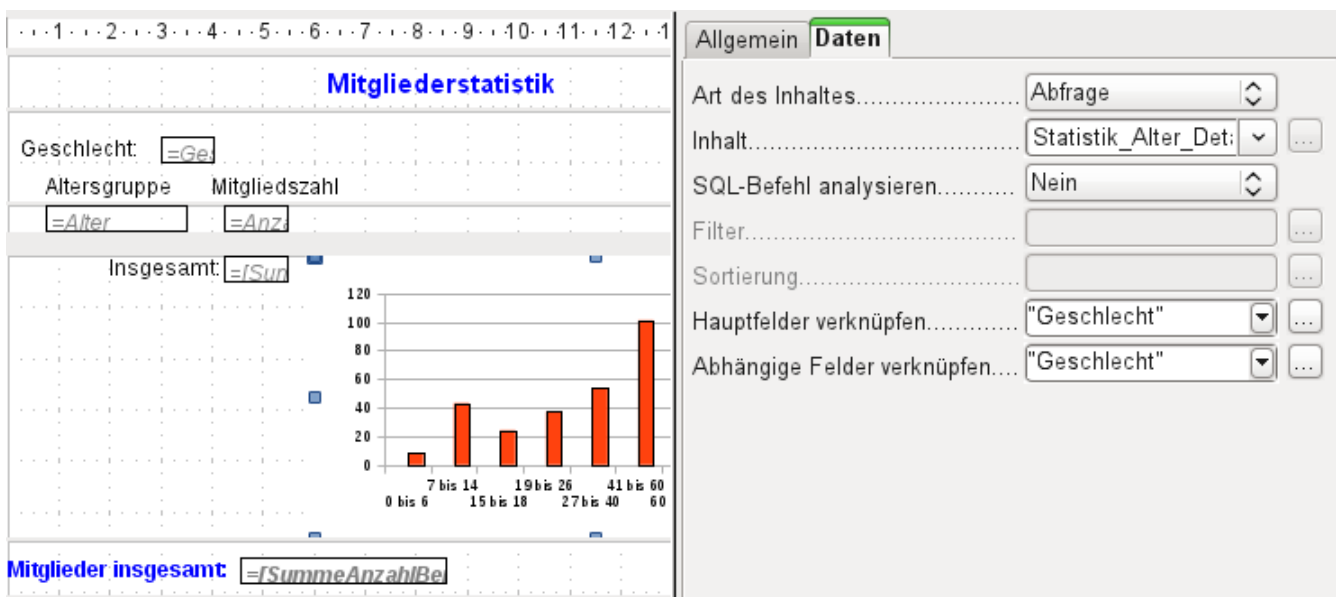 1 2 3 4 5 6 7 8 9 10 11 12 1
Mitgliederstatistik
Geschlecht: =Ges
Altersgruppe Mitgliedszahl
=Alter =Anza
Insgesamt: =[Sun
120
100
80
60
40
20
0
7 bis 14 19 bis 26 41 bis 60
0 bis 6 15 bis 18 27 bis 40 60
Mitglieder insgesamt: =[SummeAnzahlBe
Allgemein Daten
Art des Inhaltes....................... Abfrage
Inhalt................................... Statistik_Alter_Det ...
SQL-Befehl analysieren........... Nein
Filter................................... ...
Sortierung............................. ...
Hauptfelder verknüpfen............. "Geschlecht" ...
Abhängige Felder verknüpfen.... "Geschlecht" ...